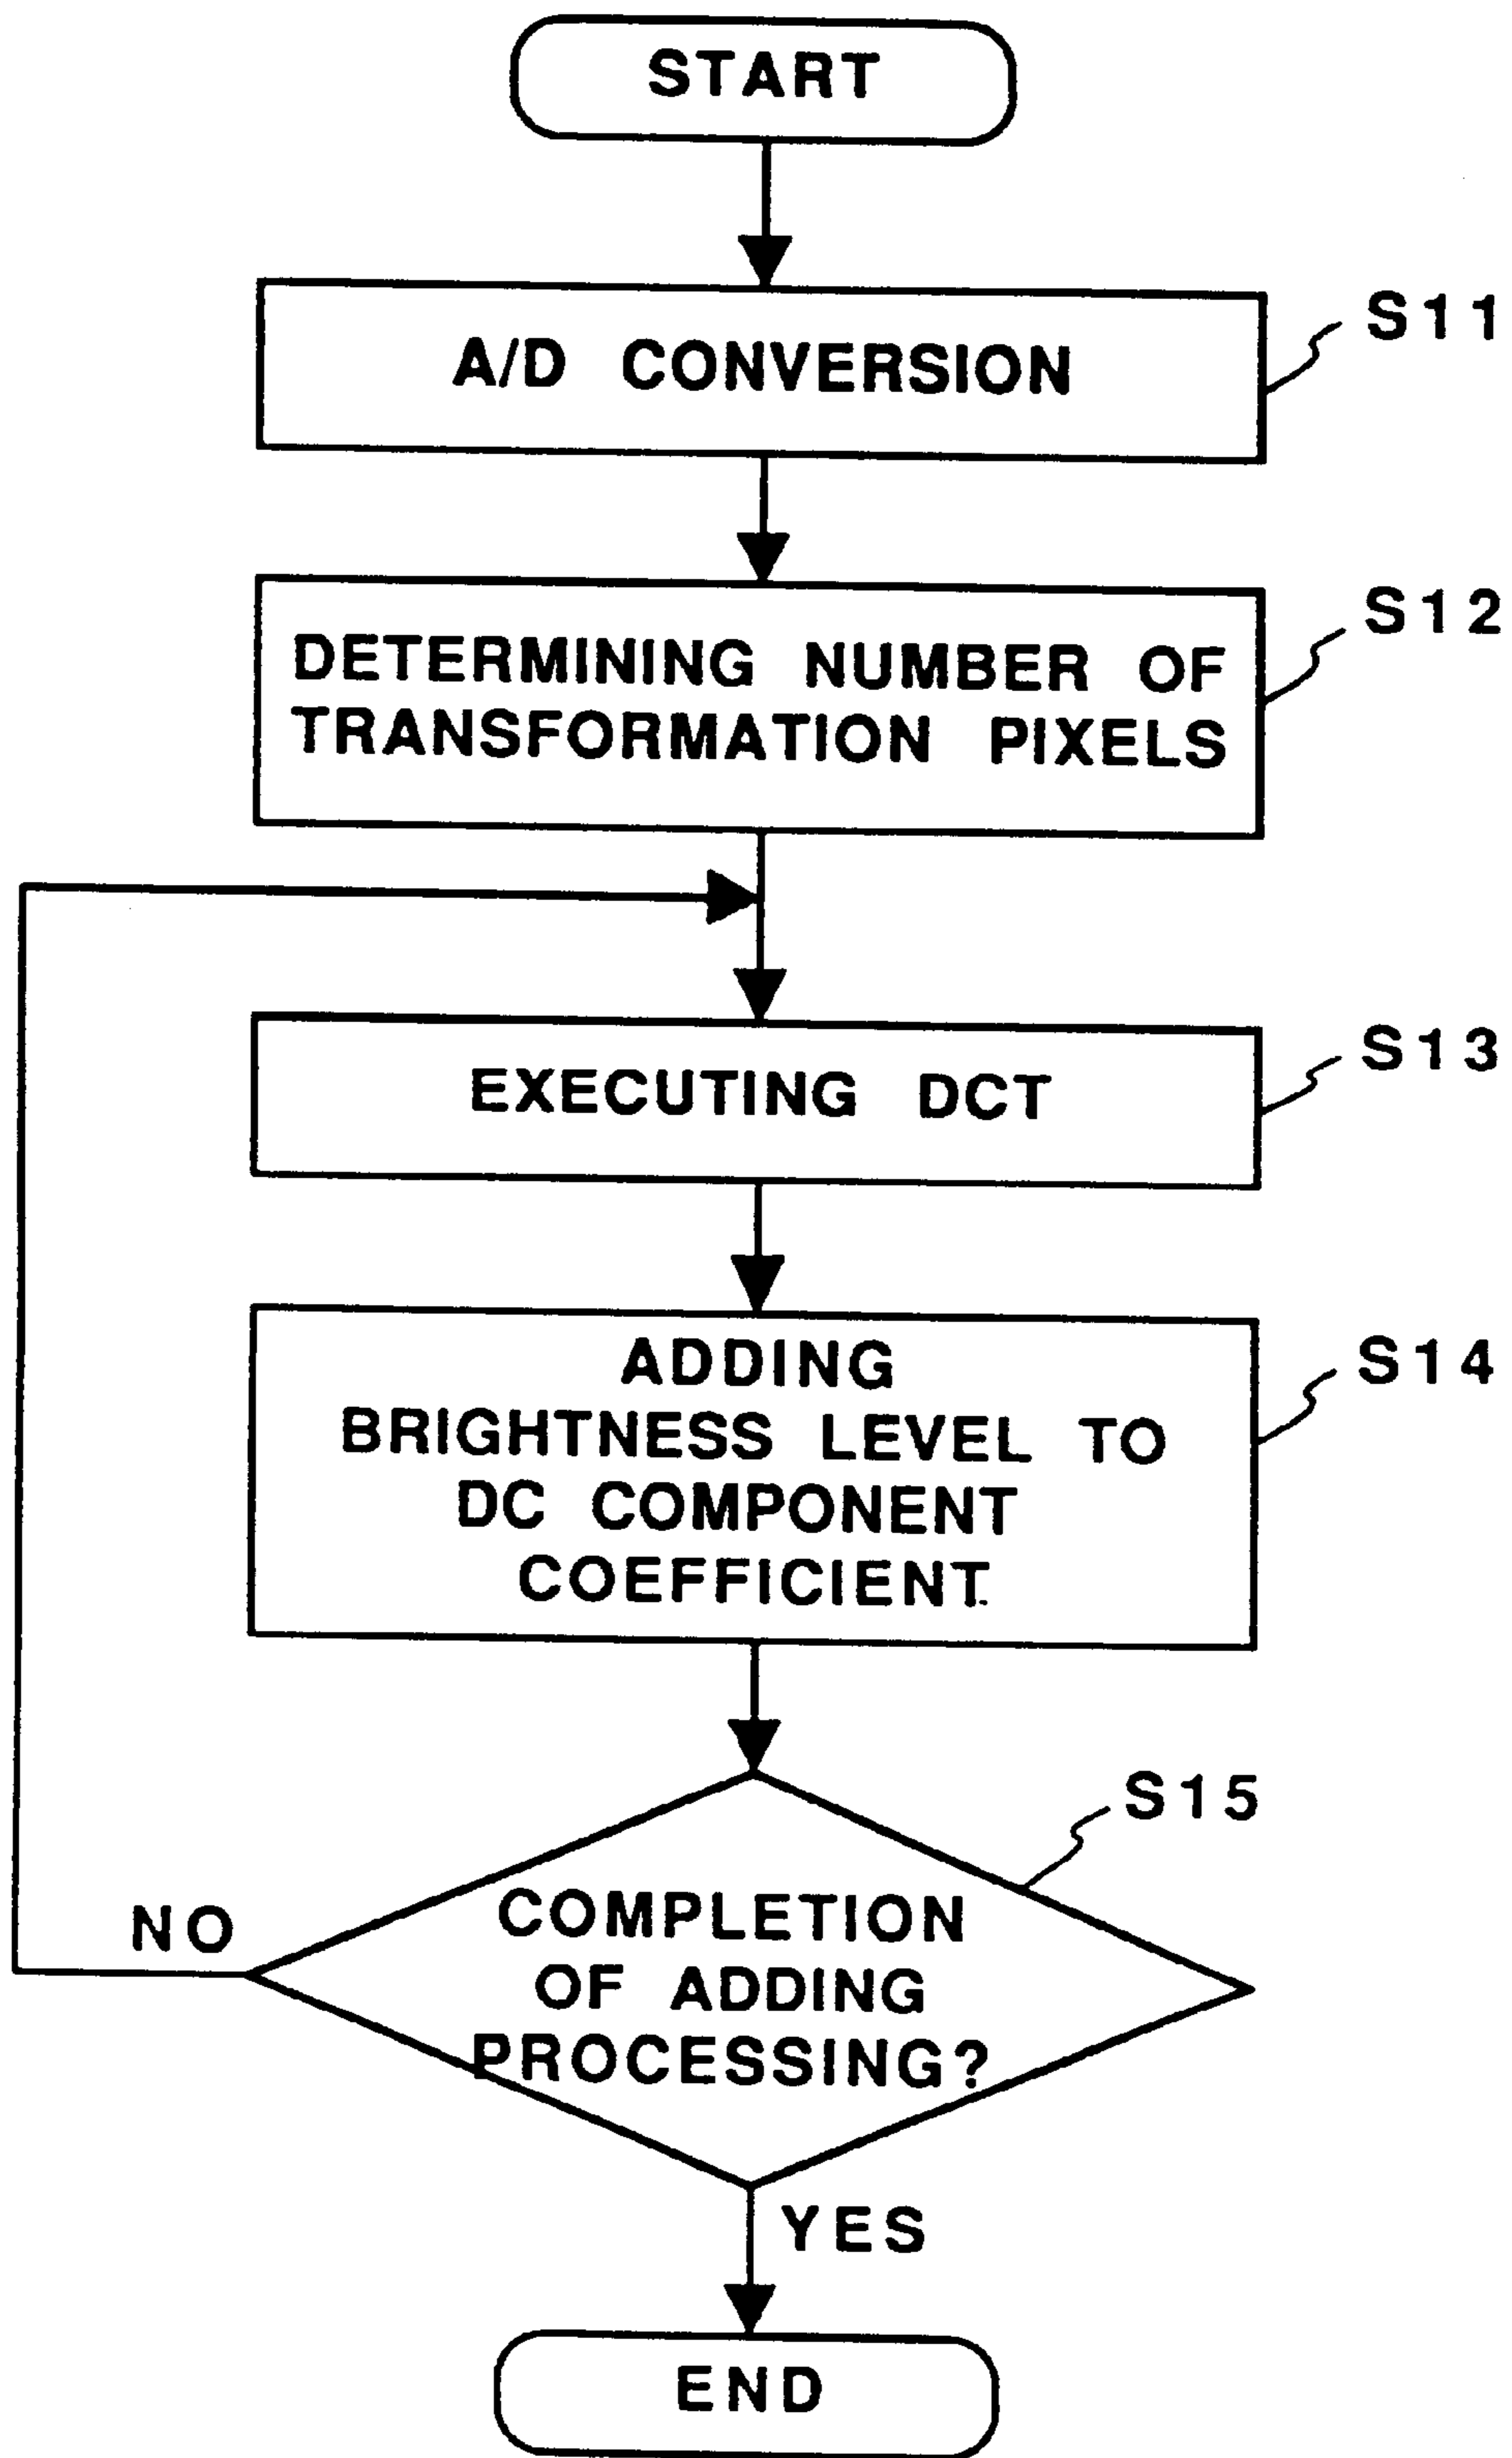 START
A/D CONVERSION
S11
DETERMINING NUMBER OF
TRANSFORMATION PIXELS
S12
EXECUTING DCT
S13
ADDING
BRIGHTNESS LEVEL TO
DC COMPONENT
COEFFICIENT
S14
COMPLETION
OF ADDING
PROCESSING?
S15
NO
YES
END